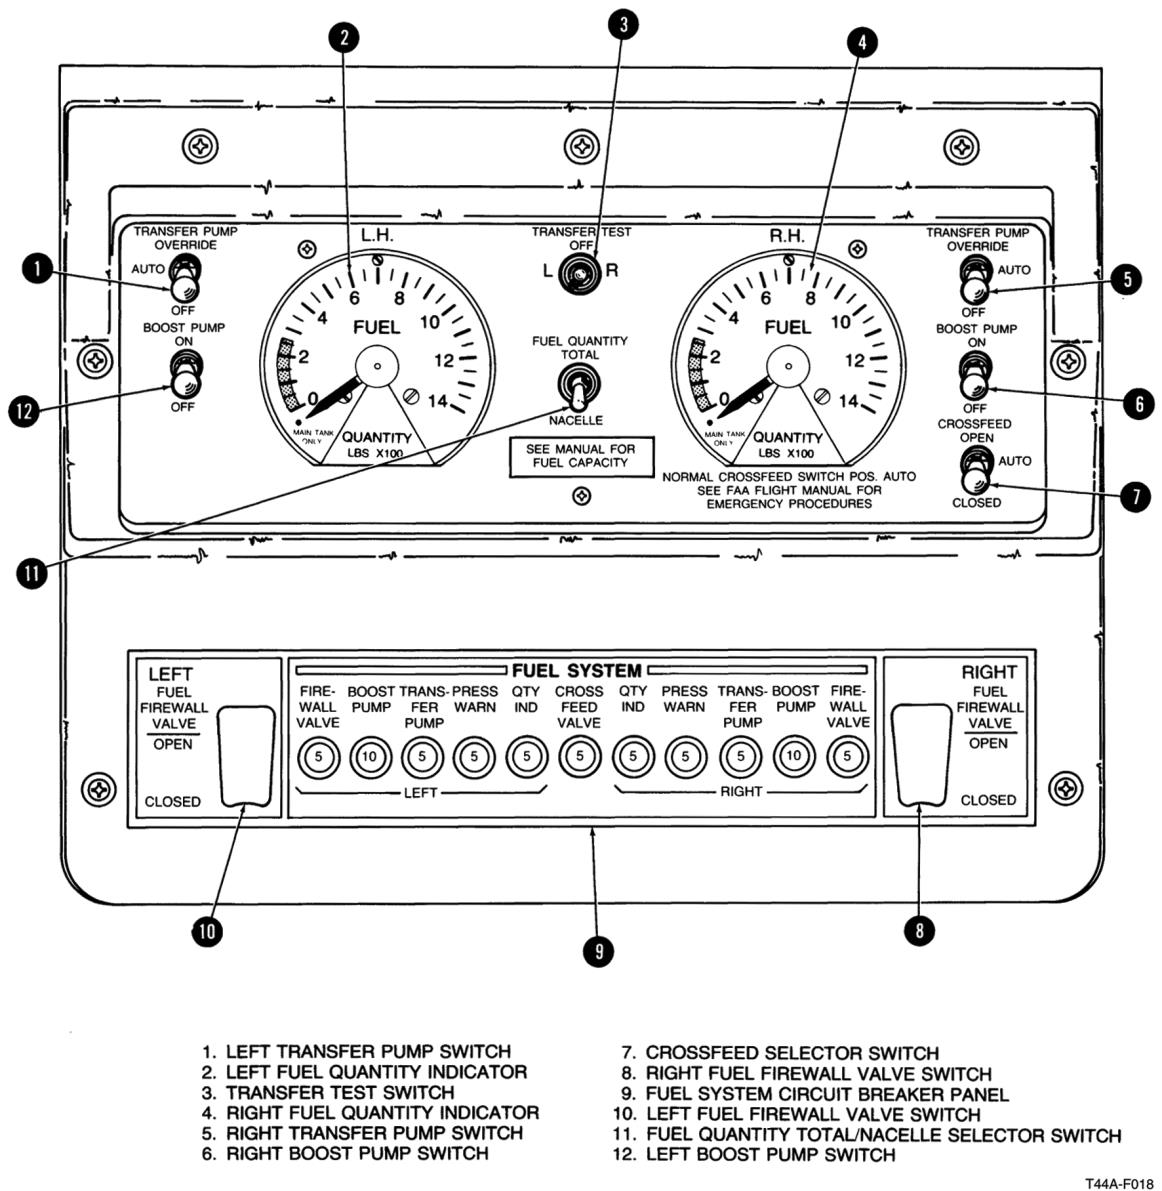 2
3
4
TRANSFER PUMP
OVERRIDE
AUTO
OFF
BOOST PUMP
ON
OFF
1
12
L.H.
0
2
4
6
8
10
12
14
FUEL
MAIN TANK
ONLY
QUANTITY
LBS X100
TRANSFER TEST
OFF
L
R
FUEL QUANTITY
TOTAL
NACELLE
SEE MANUAL FOR
FUEL CAPACITY
R.H.
0
2
4
6
8
10
12
14
FUEL
MAIN TANK
ONLY
QUANTITY
LBS X100
NORMAL CROSSFEED SWITCH POS. AUTO
SEE FAA FLIGHT MANUAL FOR
EMERGENCY PROCEDURES
TRANSFER PUMP
OVERRIDE
AUTO
OFF
BOOST PUMP
ON
OFF
CROSSFEED
OPEN
AUTO
CLOSED
5
6
7
11
LEFT
FUEL
FIREWALL
VALVE
OPEN
CLOSED
FUEL SYSTEM
FIRE- BOOST TRANS- PRESS QTY CROSS QTY PRESS TRANS- BOOST FIRE-
WALL PUMP FER WARN IND FEED IND WARN FER PUMP WALL
VALVE PUMP VALVE PUMP VALVE
5 10 5 5 5 5 5 5 5 10 5
LEFT RIGHT
RIGHT
FUEL
FIREWALL
VALVE
OPEN
CLOSED
10
9
8
1. LEFT TRANSFER PUMP SWITCH
2. LEFT FUEL QUANTITY INDICATOR
3. TRANSFER TEST SWITCH
4. RIGHT FUEL QUANTITY INDICATOR
5. RIGHT TRANSFER PUMP SWITCH
6. RIGHT BOOST PUMP SWITCH
7. CROSSFEED SELECTOR SWITCH
8. RIGHT FUEL FIREWALL VALVE SWITCH
9. FUEL SYSTEM CIRCUIT BREAKER PANEL
10. LEFT FUEL FIREWALL VALVE SWITCH
11. FUEL QUANTITY TOTAL/NACELLE SELECTOR SWITCH
12. LEFT BOOST PUMP SWITCH
T44A-F018